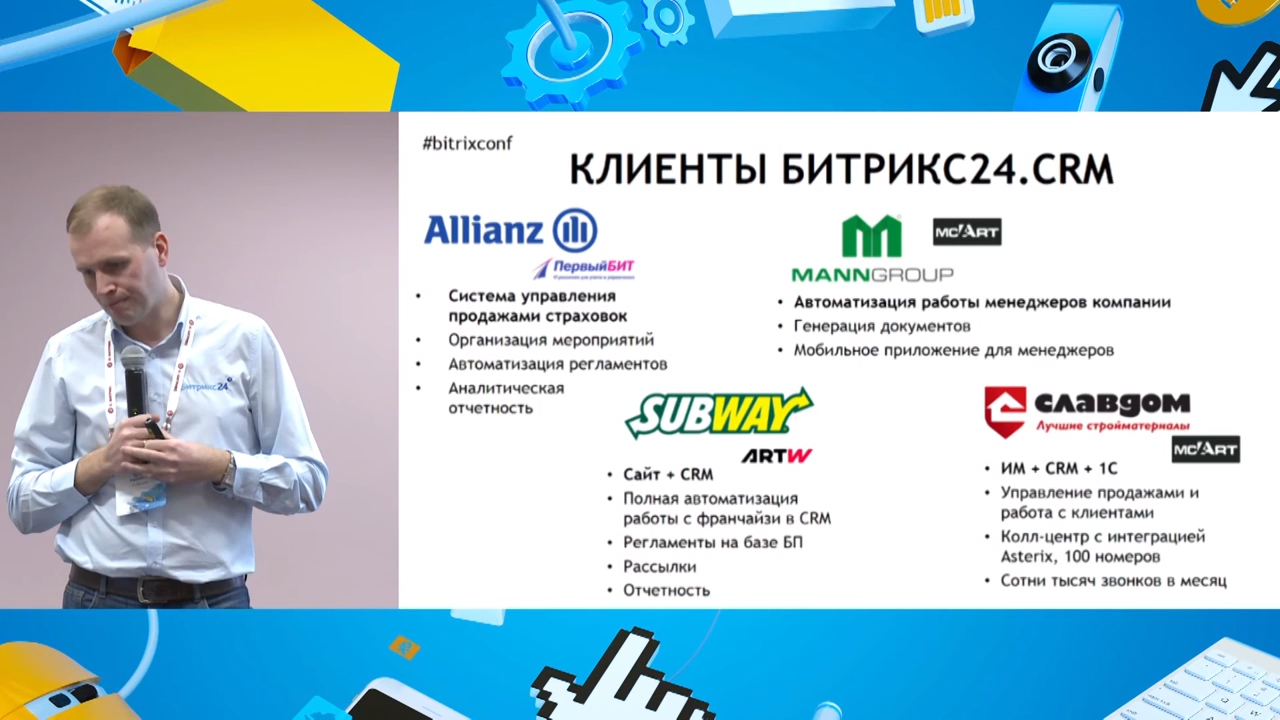 #bitrixconf
КЛИЕНТЫ БИТРИКС24.CRM
Allianz
ПервыйБИТ
• Система управления
продажами страховок
• Организация мероприятий
• Автоматизация регламентов
• Аналитическая
отчетность
MANNGROUP
MC'ART
• Автоматизация работы менеджеров компании
• Генерация документов
• Мобильное приложение для менеджеров
SUBWAY
ARTW
• Сайт + CRM
• Полная автоматизация
работы с франчайзи в CRM
• Регламенты на базе БП
• Рассылки
• Отчетность
славдом
Лучшие стройматериалы
MC'ART
• ИМ + CRM + 1С
• Управление продажами и
работа с клиентами
• Колл-центр с интеграцией
Asterix, 100 номеров
• Сотни тысяч звонков в месяц
Битрикс24